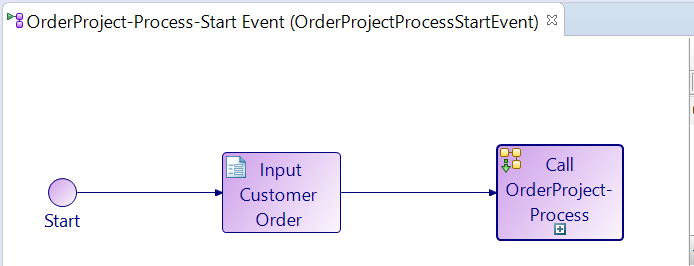 OrderProject-Process-Start Event (OrderProjectProcessStartEvent)
Start
Input
Customer
Order
Call
OrderProject-
Process